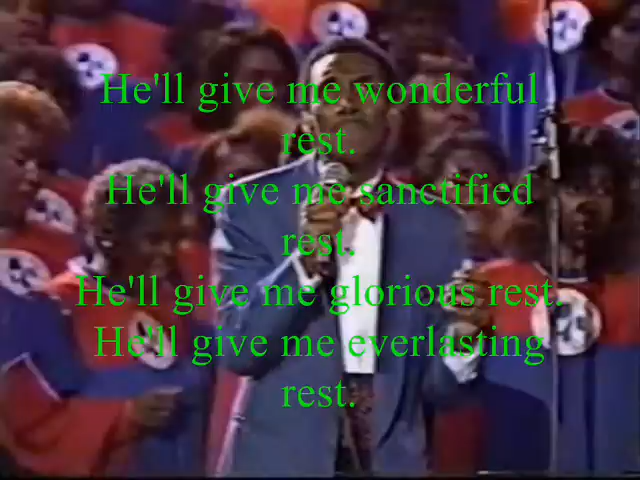 He'll give me wonderful
rest.
He'll give me sanctified
rest.
He'll give me glorious rest.
He'll give me everlasting
rest.